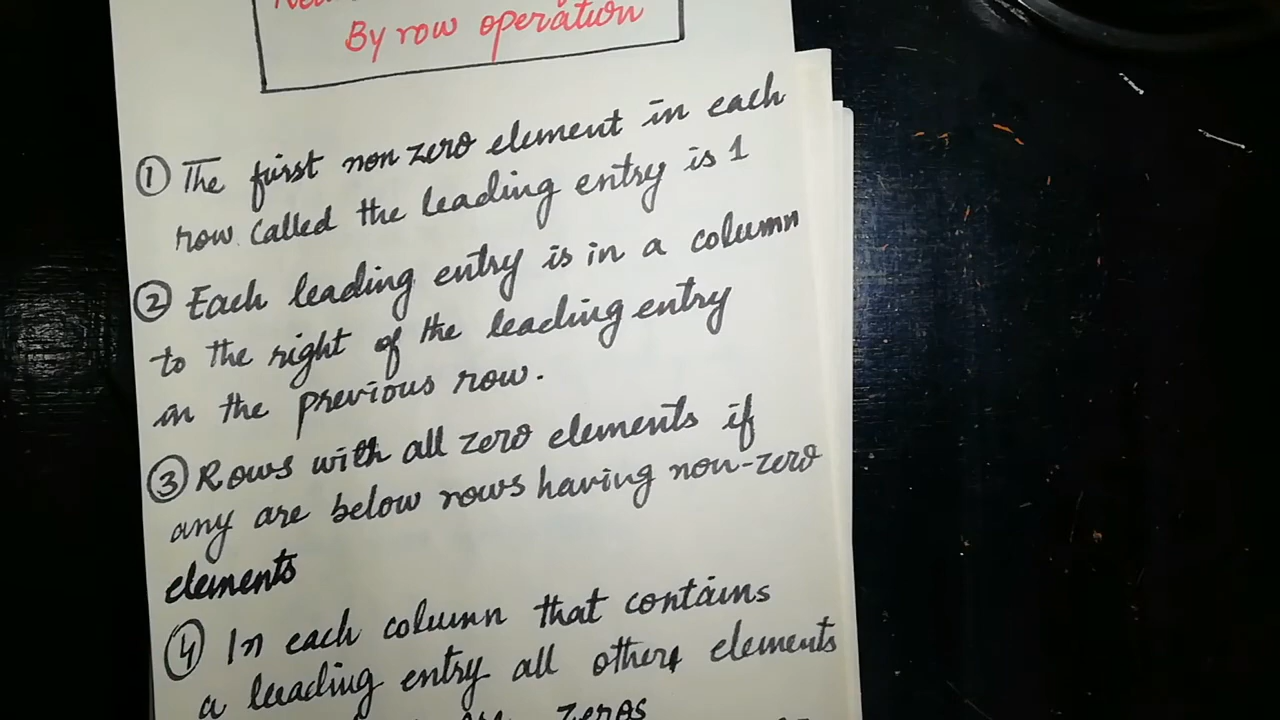 By row operation
① The first non zero element in each
row called the leading entry is 1
② Each leading entry is in a column
to the right of the leading entry
in the previous row.
③ Rows with all zero elements if
any are below rows having non-zero
elements
④ In each column that contains
a leading entry all other elements
zeros